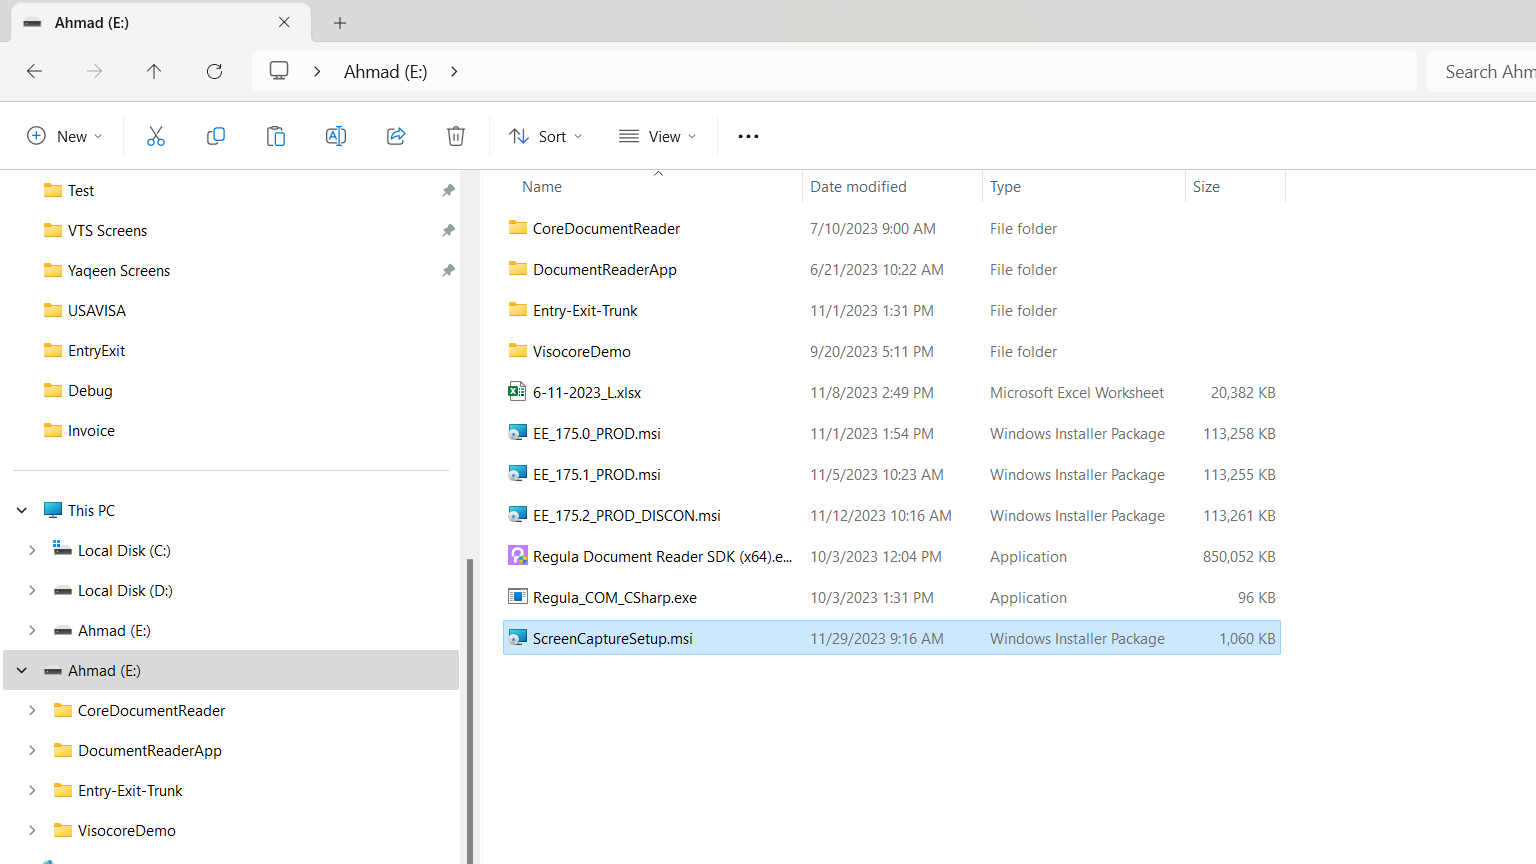 Ahmad (E:)
Ahmad (E:)
Search Ahm
New
Sort
View
Test
VTS Screens
Yaqeen Screens
USAVISA
EntryExit
Debug
Invoice
This PC
Local Disk (C:)
Local Disk (D:)
Ahmad (E:)
Ahmad (E:)
CoreDocumentReader
DocumentReaderApp
Entry-Exit-Trunk
VisocoreDemo
Name Date modified Type Size
CoreDocumentReader 7/10/2023 9:00 AM File folder
DocumentReaderApp 6/21/2023 10:22 AM File folder
Entry-Exit-Trunk 11/1/2023 1:31 PM File folder
VisocoreDemo 9/20/2023 5:11 PM File folder
6-11-2023_L.xlsx 11/8/2023 2:49 PM Microsoft Excel Worksheet 20,382 KB
EE_175.0_PROD.msi 11/1/2023 1:54 PM Windows Installer Package 113,258 KB
EE_175.1_PROD.msi 11/5/2023 10:23 AM Windows Installer Package 113,255 KB
EE_175.2_PROD_DISCON.msi 11/12/2023 10:16 AM Windows Installer Package 113,261 KB
Regula Document Reader SDK (x64).e... 10/3/2023 12:04 PM Application 850,052 KB
Regula_COM_CSharp.exe 10/3/2023 1:31 PM Application 96 KB
ScreenCaptureSetup.msi 11/29/2023 9:16 AM Windows Installer Package 1,060 KB